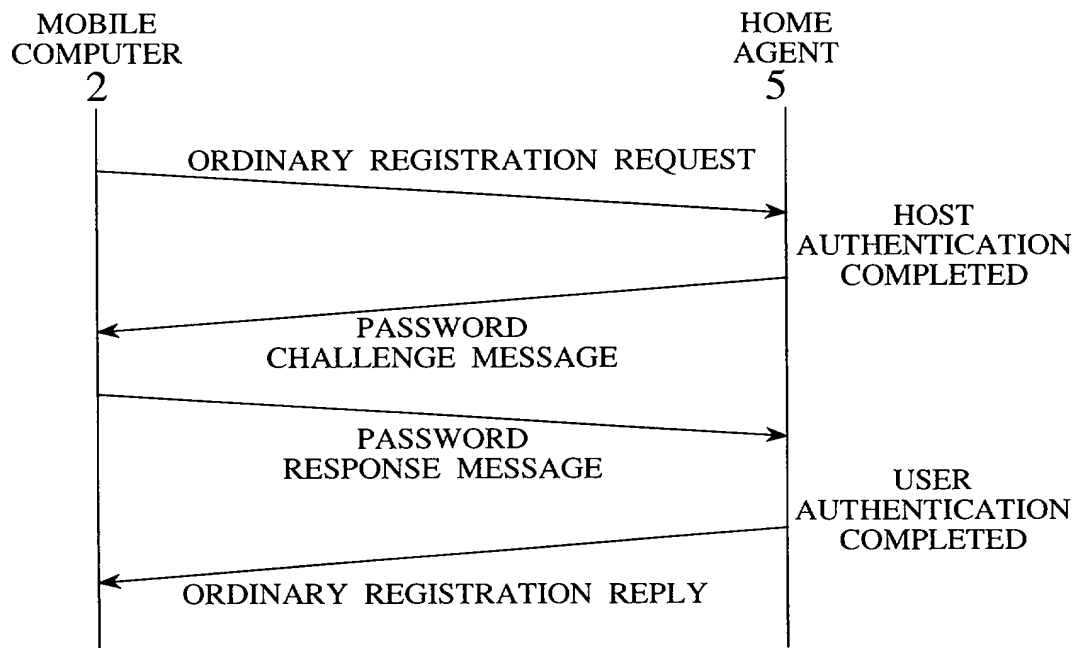 MOBILE
COMPUTER
2
HOME
AGENT
5
ORDINARY REGISTRATION REQUEST
HOST
AUTHENTICATION
COMPLETED
PASSWORD
CHALLENGE MESSAGE
PASSWORD
RESPONSE MESSAGE
USER
AUTHENTICATION
COMPLETED
ORDINARY REGISTRATION REPLY